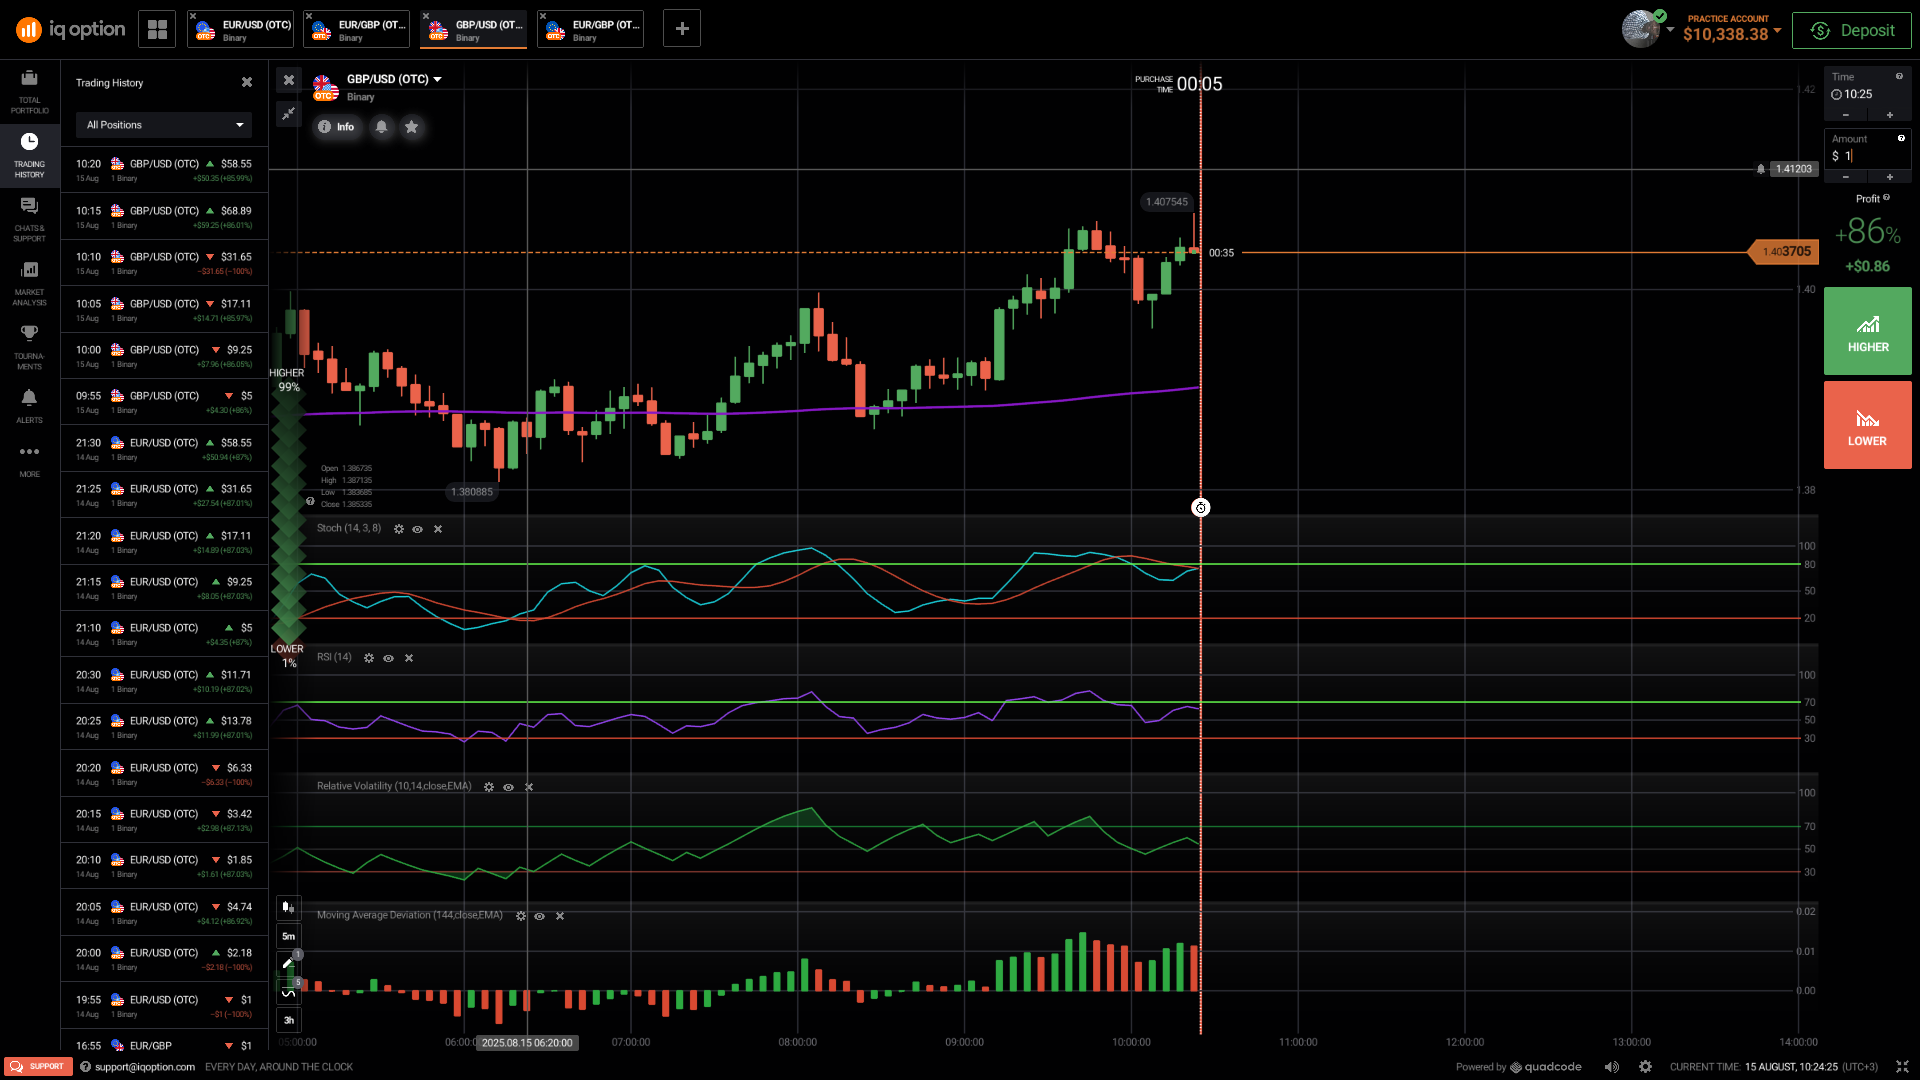 iq option
EUR/USD (OTC)
Binary
EUR/GBP (OT...
Binary
GBP/USD (OT...
Binary
EUR/GBP (OT...
Binary
PRACTICE ACCOUNT
$10,338.38
Deposit
TOTAL
PORTFOLIO
TRADING
HISTORY
CHATS &
SUPPORT
MARKET
ANALYSIS
TOURNA-
MENTS
ALERTS
MORE
Trading History
All Positions
10:20 GBP/USD (OTC) $58.55
15 Aug 1 Binary +$50.35 (+85.99%)
10:15 GBP/USD (OTC) $68.89
15 Aug 1 Binary +$59.25 (+86.01%)
10:10 GBP/USD (OTC) $31.65
15 Aug 1 Binary −$31.65 (−100%)
10:05 GBP/USD (OTC) $17.11
15 Aug 1 Binary +$14.71 (+85.97%)
10:00 GBP/USD (OTC) $9.25
15 Aug 1 Binary +$7.96 (+86.05%)
09:55 GBP/USD (OTC) $5
15 Aug 1 Binary +$4.30 (+86%)
21:30 EUR/USD (OTC) $58.55
14 Aug 1 Binary +$50.94 (+87%)
21:25 EUR/USD (OTC) $31.65
14 Aug 1 Binary +$27.54 (+87.01%)
21:20 EUR/USD (OTC) $17.11
14 Aug 1 Binary +$14.89 (+87.03%)
21:15 EUR/USD (OTC) $9.25
14 Aug 1 Binary +$8.05 (+87.03%)
21:10 EUR/USD (OTC) $5
14 Aug 1 Binary +$4.35 (+87%)
20:30 EUR/USD (OTC) $11.71
14 Aug 1 Binary +$10.19 (+87.02%)
20:25 EUR/USD (OTC) $13.78
14 Aug 1 Binary +$11.99 (+87.01%)
20:20 EUR/USD (OTC) $6.33
14 Aug 1 Binary −$6.33 (−100%)
20:15 EUR/USD (OTC) $3.42
14 Aug 1 Binary +$2.98 (+87.13%)
20:10 EUR/USD (OTC) $1.85
14 Aug 1 Binary +$1.61 (+87.03%)
20:05 EUR/USD (OTC) $4.74
14 Aug 1 Binary +$4.12 (+86.92%)
20:00 EUR/USD (OTC) $2.18
14 Aug 1 Binary −$2.18 (−100%)
19:55 EUR/USD (OTC) $1
14 Aug 1 Binary −$1 (−100%)
16:55 EUR/GBP $1
GBP/USD (OTC)
Binary
Info
PURCHASE
TIME 00:05
1.42
1.41203
1.407545
00:35
1.403705
1.40
HIGHER
99%
Open 1.386735
High 1.387135
Low 1.383685
Close 1.385335
1.380885
1.38
Stoch (14, 3, 8)
100
80
50
20
LOWER
1%
RSI (14)
100
70
50
30
Relative Volatility (10,14,close,EMA)
100
70
50
30
Moving Average Deviation (144,close,EMA)
0.02
0.01
0.00
5m
1
5
3h
05:00:00
06:00:
2025.08.15 06:20:00
07:00:00
08:00:00
09:00:00
10:00:00
11:00:00
12:00:00
13:00:00
14:00:00
Time
10:25
Amount
$ 1
Profit
+86%
+$0.86
HIGHER
LOWER
SUPPORT
support@iqoption.com
EVERY DAY, AROUND THE CLOCK
Powered by quadcode
CURRENT TIME: 15 AUGUST, 10:24:25 (UTC+3)